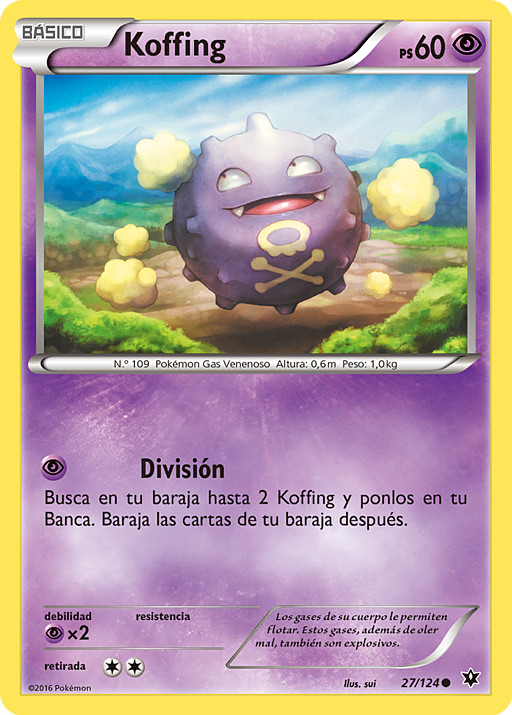 BÁSICO
Koffing
PS60
N.º 109 Pokémon Gas Venenoso Altura: 0,6m Peso: 1,0kg
División
Busca en tu baraja hasta 2 Koffing y ponlos en tu
Banca. Baraja las cartas de tu baraja después.
debilidad
resistencia
×2
Los gases de su cuerpo le permiten
flotar. Estos gases, además de oler
mal, también son explosivos.
retirada
©2016 Pokémon
Ilus. sui
27/124